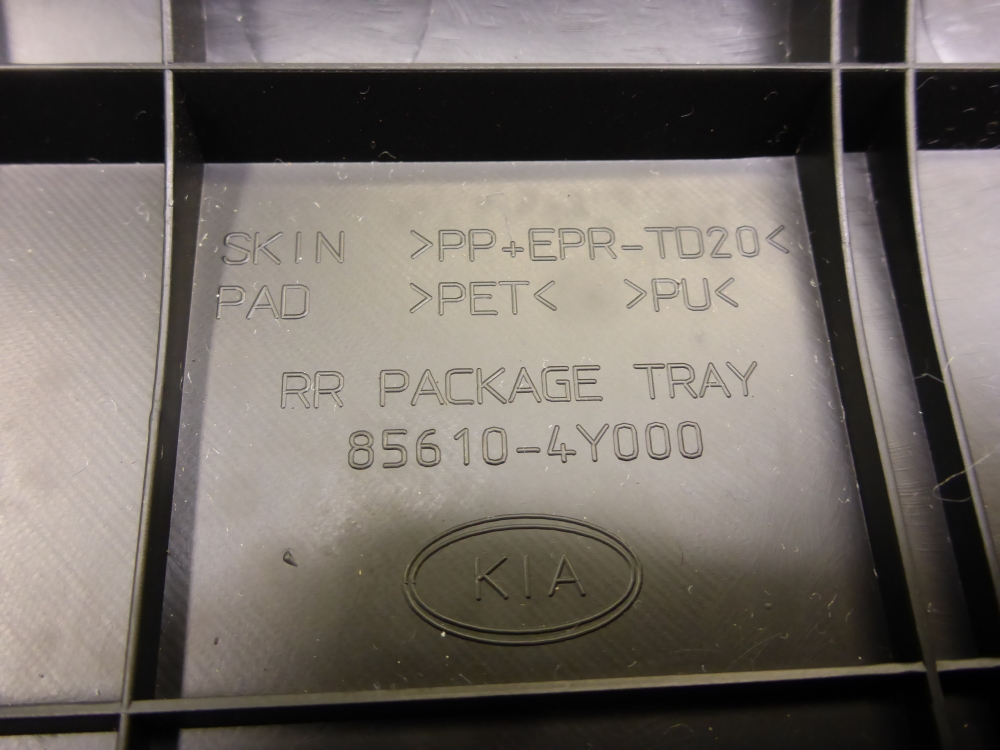 SKIN >PP+EPR-TD20<
PAD >PET< >PU<
RR PACKAGE TRAY
85610-4Y000
KIA